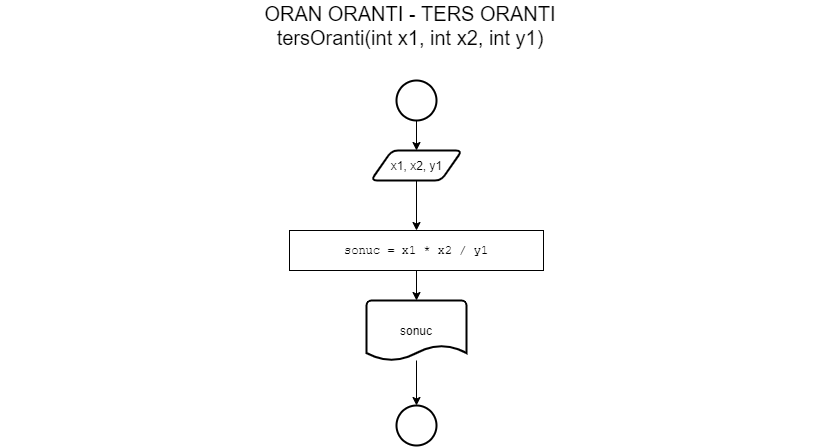 ORAN ORANTI - TERS ORANTI
tersOranti(int x1, int x2, int y1)
x1, x2, y1
sonuc = x1 * x2 / y1
sonuc